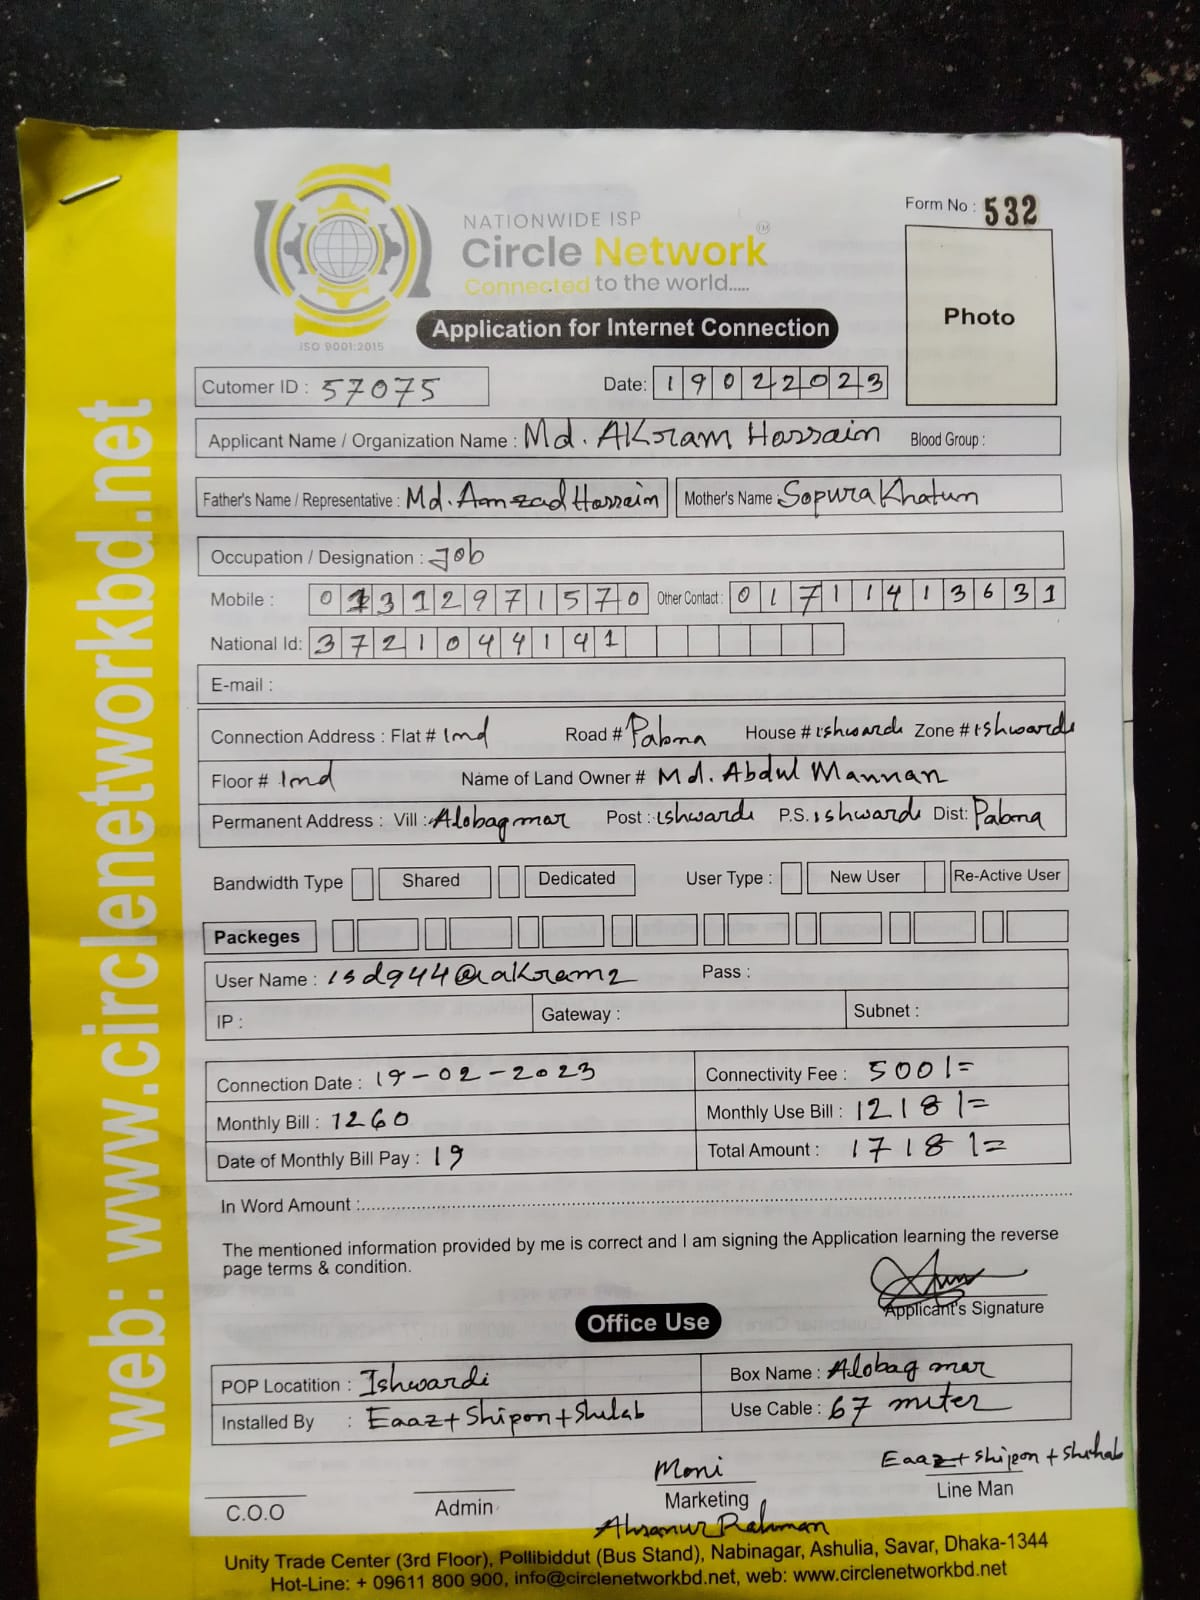 web: www.circlenetworkbd.net
NATIONWIDE ISP
Circle Network TM
Connected to the world.....
ISO 9001:2015
Application for Internet Connection
Form No : 532
Photo
Cutomer ID : 57075 Date: 19022023
Applicant Name / Organization Name : Md. AKram Hossain Blood Group :
Father's Name / Representative : Md. Amzad Hossain Mother's Name : Sopura Khatun
Occupation / Designation : Job
Mobile : 01312971570 Other Contact : 01711413631
National Id: 3721044141
E-mail :
Connection Address : Flat # 1nd Road # Pabna House # ishwardi Zone # ishwardi
Floor # 1nd Name of Land Owner # Md. Abdul Mannan
Permanent Address : Vill : Alobag mor Post : ishwardi P.S. ishwardi Dist: Pabna
Bandwidth Type Shared Dedicated User Type : New User Re-Active User
Packeges
User Name : isd944@akram2 Pass :
IP : Gateway : Subnet :
Connection Date : 19-02-2023 Connectivity Fee : 500/=
Monthly Bill : 1260 Monthly Use Bill : 1218/=
Date of Monthly Bill Pay : 19 Total Amount : 1718/=
In Word Amount :
The mentioned information provided by me is correct and I am signing the Application learning the reverse
page terms & condition.
Applicant's Signature
Office Use
POP Locatition : Ishwardi Box Name : Alobag mor
Installed By : Eaaz+Shipon+Shihab Use Cable : 67 miter
Moni Eaaz+Shipon+Shihab
C.O.O Admin Marketing Line Man
Ahsanur Rahman
Unity Trade Center (3rd Floor), Pollibiddut (Bus Stand), Nabinagar, Ashulia, Savar, Dhaka-1344
Hot-Line: + 09611 800 900, info@circlenetworkbd.net, web: www.circlenetworkbd.net